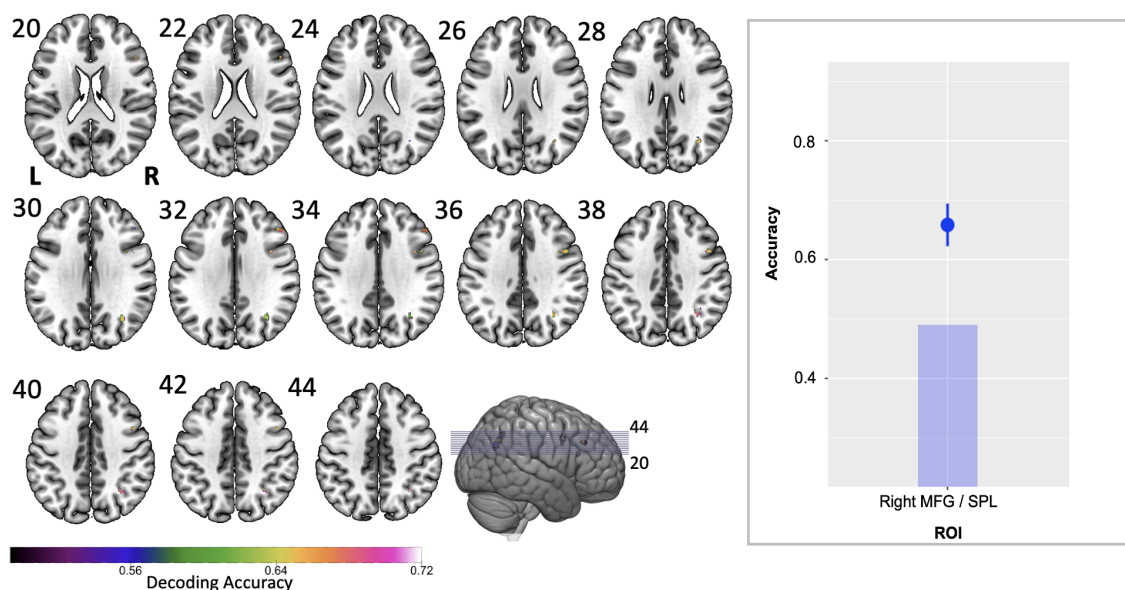 20 22 24 26 28
L R
30 32 34 36 38
40 42 44
44
20
0.56 0.64 0.72
Decoding Accuracy
0.8
0.6
0.4
Accuracy
Right MFG / SPL
ROI